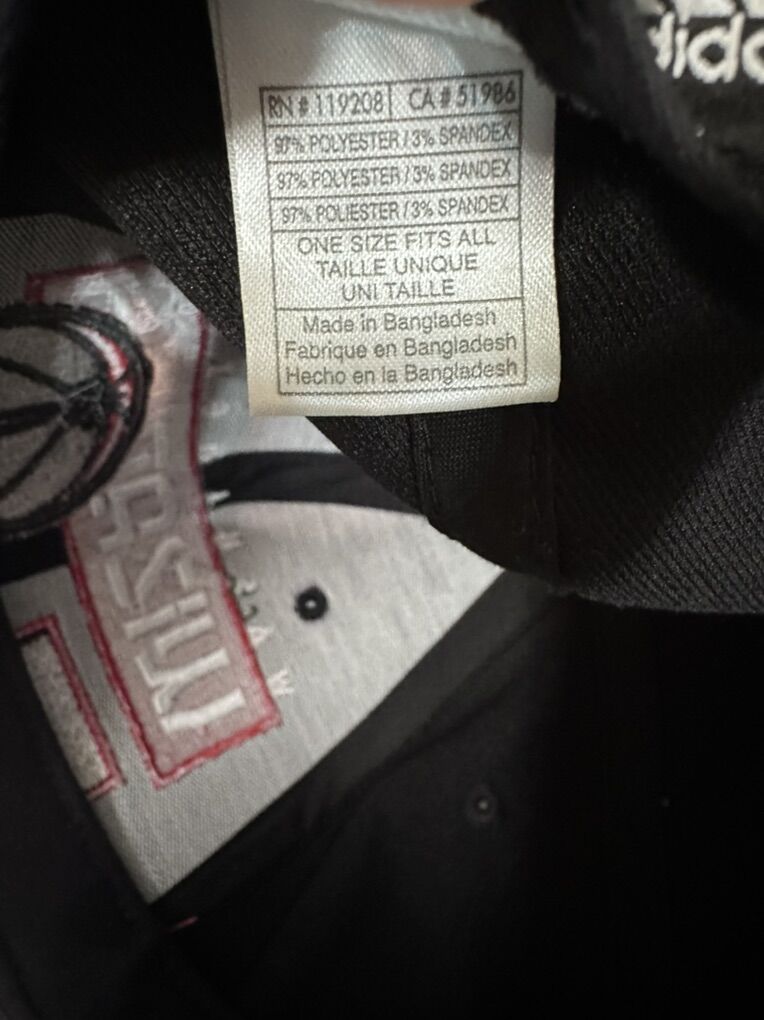 RN # 119208 CA # 51986
97% POLYESTER / 3% SPANDEX
97% POLYESTER / 3% SPANDEX
97% POLIESTER / 3% SPANDEX
ONE SIZE FITS ALL
TAILLE UNIQUE
UNI TAILLE
Made in Bangladesh
Fabrique en Bangladesh
Hecho en la Bangladesh